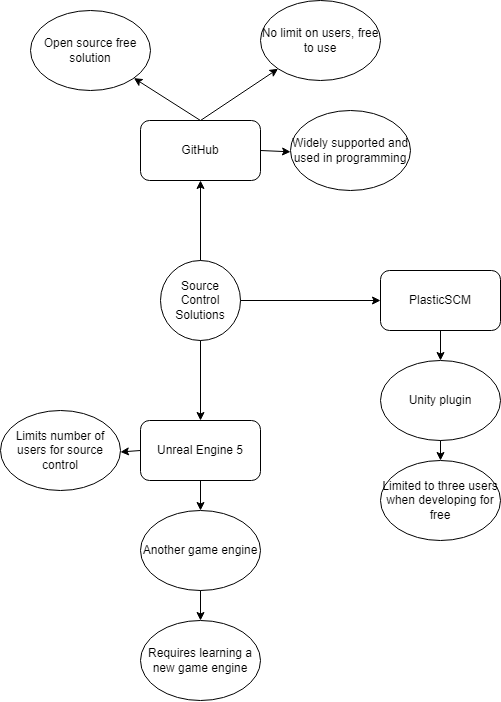 Open source free
solution
No limit on users, free
to use
GitHub
Widely supported and
used in programming
Source
Control
Solutions
PlasticSCM
Unity plugin
Limited to three users
when developing for
free
Limits number of
users for source
control
Unreal Engine 5
Another game engine
Requires learning a
new game engine